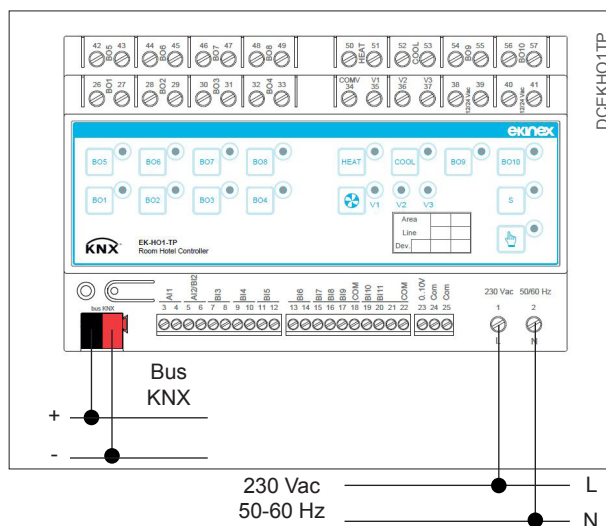 DCEKHO1TP
42 BO5 43 44 BO6 45 46 BO7 47 48 BO8 49 50 HEAT 51 52 COOL 53 54 BO9 55 56 BO10 57
26 BO1 27 28 BO2 29 30 BO3 31 32 BO4 33 COMV 34 V1 35 V2 36 V3 37 38 12/24 Vac 39 40 12/24 Vac 41
ekinex
BO5 BO6 BO7 BO8 HEAT COOL BO9 BO10
BO1 BO2 BO3 BO4 V1 V2 V3 S
Area
Line
Dev.
KNX
EK-HO1-TP
Room Hotel Controller
bus KNX
AI1 AI2/BI2 BI3 BI4 BI5 BI6 BI7 BI8 BI9 COM BI10 BI11 COM 0..10V Com Com
3 4 5 6 7 8 9 10 11 12 13 14 15 16 17 18 19 20 21 22 23 24 25
230 Vac 50/60 Hz
1 2
L N
Bus
KNX
+
-
230 Vac
50-60 Hz
L
N